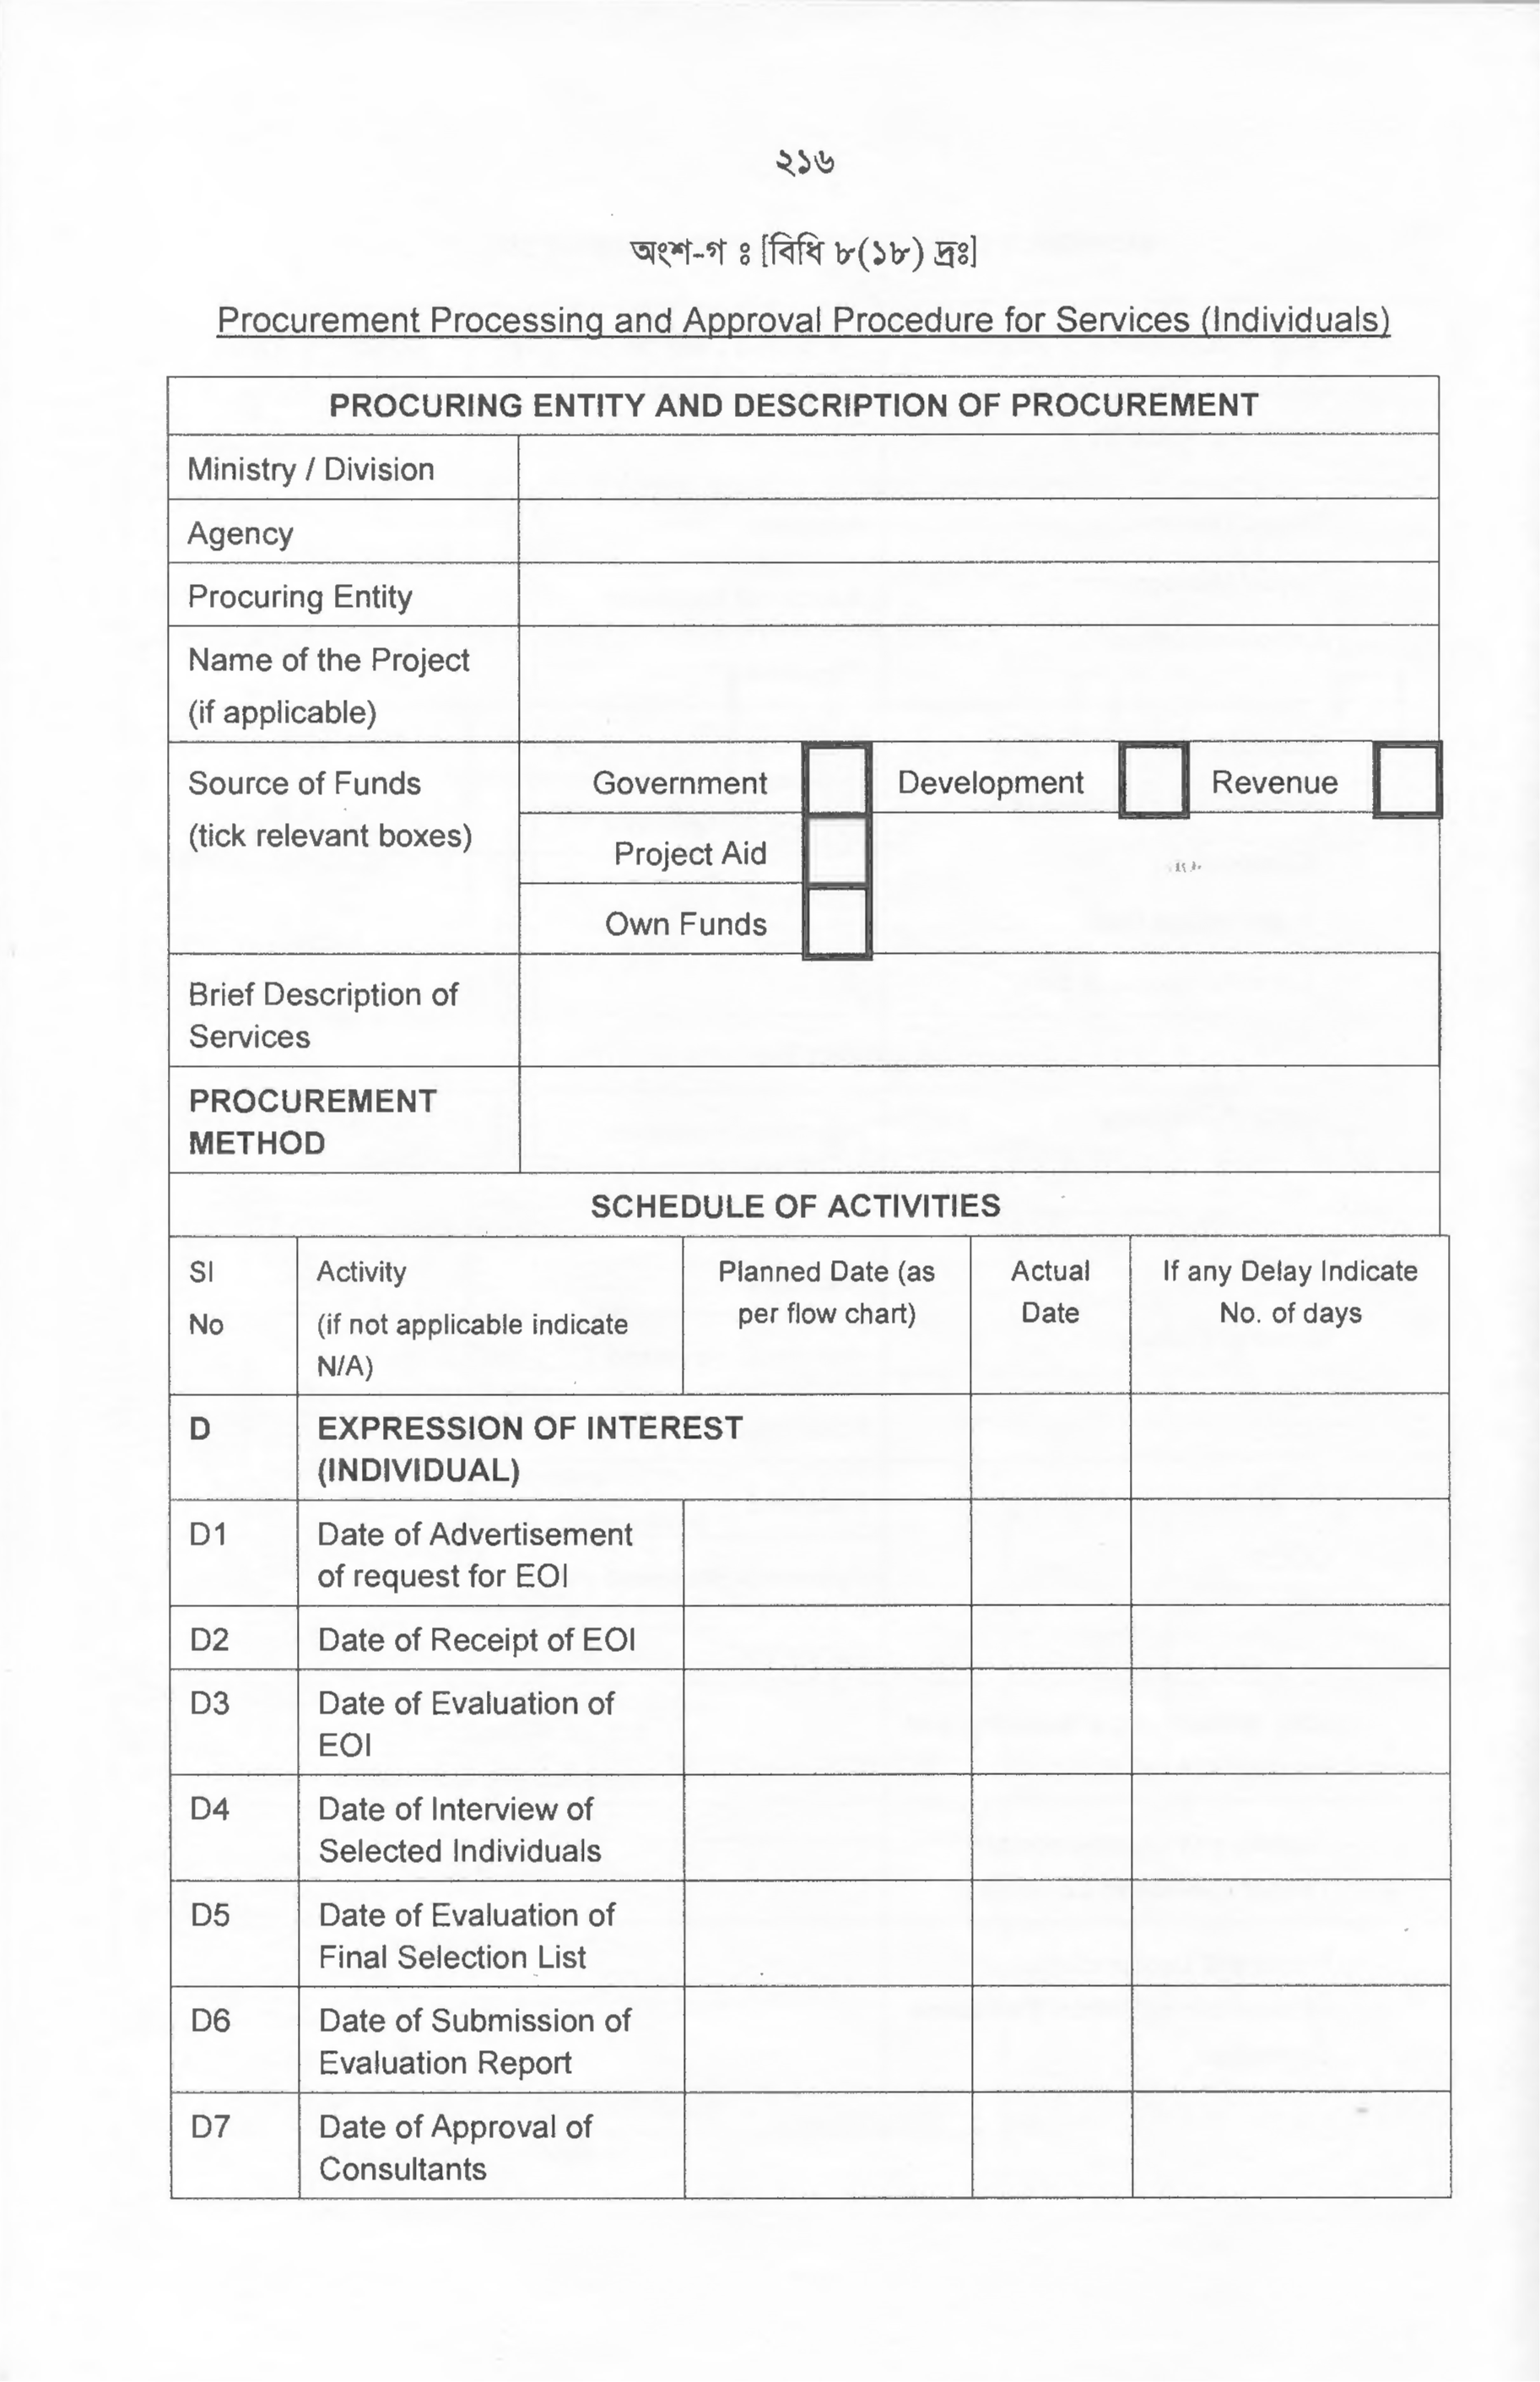 ২১৬
অংশ-গ ঃ [বিধি ৮(১৮) দ্রঃ]
Procurement Processing and Approval Procedure for Services (Individuals)
PROCURING ENTITY AND DESCRIPTION OF PROCUREMENT
Ministry / Division
Agency
Procuring Entity
Name of the Project
(if applicable)
Source of Funds
(tick relevant boxes)
Government Development Revenue
Project Aid
Own Funds
Brief Description of
Services
PROCUREMENT
METHOD
SCHEDULE OF ACTIVITIES
Sl
No
Activity
(if not applicable indicate
N/A)
Planned Date (as
per flow chart)
Actual
Date
If any Delay Indicate
No. of days
D
EXPRESSION OF INTEREST
(INDIVIDUAL)
D1
Date of Advertisement
of request for EOI
D2
Date of Receipt of EOI
D3
Date of Evaluation of
EOI
D4
Date of Interview of
Selected Individuals
D5
Date of Evaluation of
Final Selection List
D6
Date of Submission of
Evaluation Report
D7
Date of Approval of
Consultants